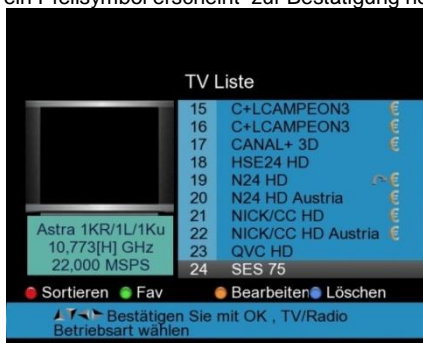 ein Pfeilsymbol erscheint zur Bestätigung
TV Liste
15 C+LCAMPEON3 €
16 C+LCAMPEON3 €
17 CANAL+ 3D €
18 HSE24 HD
19 N24 HD €
20 N24 HD Austria €
21 NICK/CC HD €
22 NICK/CC HD Austria €
23 QVC HD
24 SES 75
Astra 1KR/1L/1Ku
10,773[H] GHz
22,000 MSPS
Sortieren Fav Bearbeiten Löschen
Bestätigen Sie mit OK , TV/Radio
Betriebsart wählen